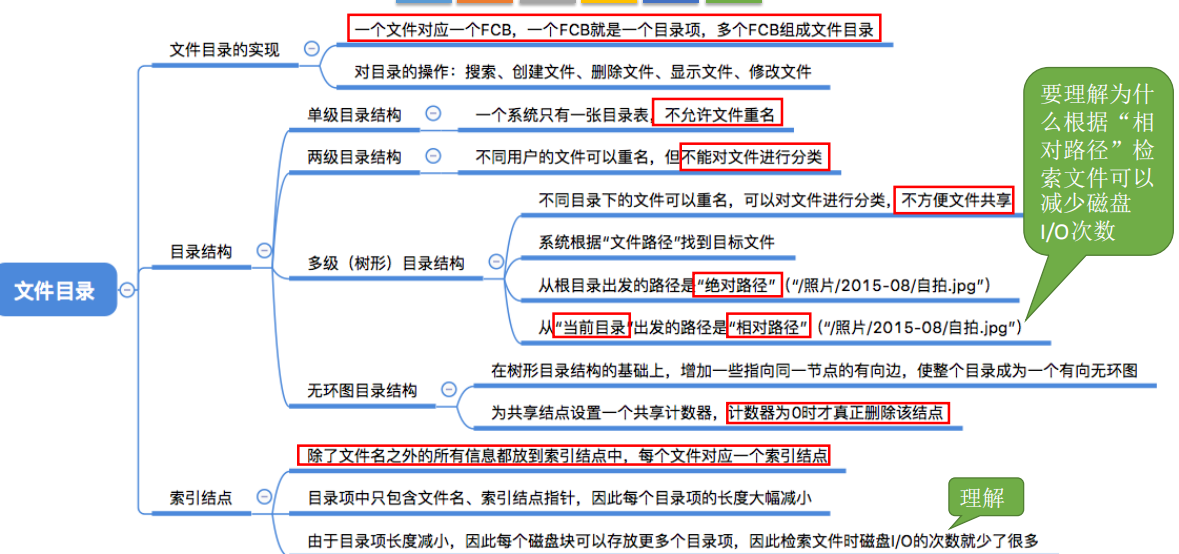 文件目录
文件目录的实现
一个文件对应一个FCB，一个FCB就是一个目录项，多个FCB组成文件目录
对目录的操作：搜索、创建文件、删除文件、显示文件、修改文件
目录结构
单级目录结构
一个系统只有一张目录表，不允许文件重名
两级目录结构
不同用户的文件可以重名，但不能对文件进行分类
多级（树形）目录结构
不同目录下的文件可以重名，可以对文件进行分类，不方便文件共享
系统根据“文件路径”找到目标文件
从根目录出发的路径是“绝对路径”（“/照片/2015-08/自拍.jpg”）
从“当前目录”出发的路径是“相对路径”（“/照片/2015-08/自拍.jpg”）
要理解为什
么根据“相
对路径”检
索文件可以
减少磁盘
I/O次数
无环图目录结构
在树形目录结构的基础上，增加一些指向同一节点的有向边，使整个目录成为一个有向无环图
为共享结点设置一个共享计数器，计数器为0时才真正删除该结点
索引结点
除了文件名之外的所有信息都放到索引结点中，每个文件对应一个索引结点
目录项中只包含文件名、索引结点指针，因此每个目录项的长度大幅减小
由于目录项长度减小，因此每个磁盘块可以存放更多个目录项，因此检索文件时磁盘I/O的次数就少了很多
理解